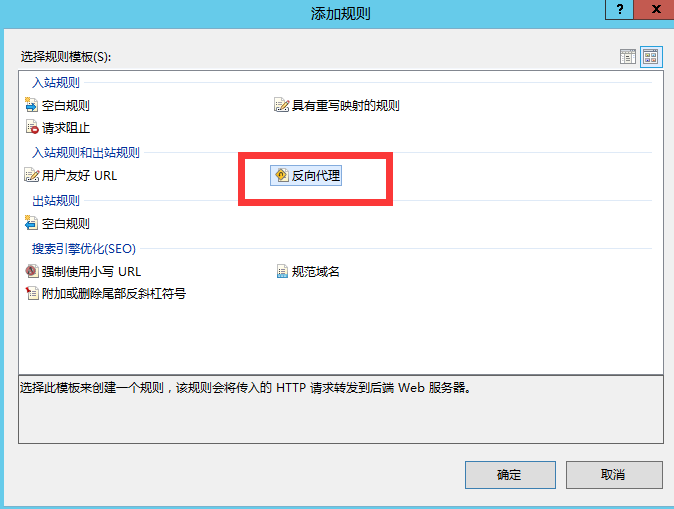 添加规则
?
x
选择规则模板(S):
入站规则
空白规则
具有重写映射的规则
请求阻止
入站规则和出站规则
用户友好 URL
反向代理
出站规则
空白规则
搜索引擎优化(SEO)
强制使用小写 URL
规范域名
附加或删除尾部反斜杠符号
选择此模板来创建一个规则，该规则会将传入的 HTTP 请求转发到后端 Web 服务器。
确定
取消